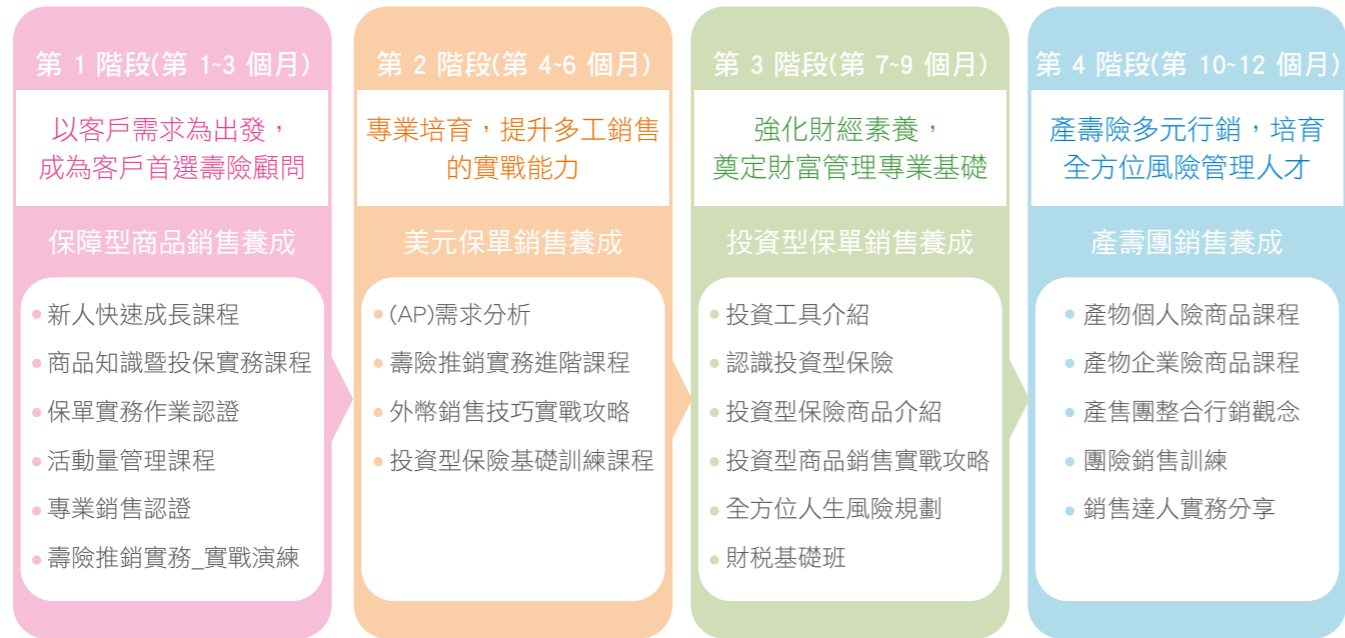 第 1 階段(第 1~3 個月)
以客戶需求為出發，
成為客戶首選壽險顧問
保障型商品銷售養成
新人快速成長課程
商品知識暨投保實務課程
保單實務作業認證
活動量管理課程
專業銷售認證
壽險推銷實務_實戰演練
第 2 階段(第 4~6 個月)
專業培育，提升多工銷售
的實戰能力
美元保單銷售養成
(AP)需求分析
壽險推銷實務進階課程
外幣銷售技巧實戰攻略
投資型保險基礎訓練課程
第 3 階段(第 7~9 個月)
強化財經素養，
奠定財富管理專業基礎
投資型保單銷售養成
投資工具介紹
認識投資型保險
投資型保險商品介紹
投資型商品銷售實戰攻略
全方位人生風險規劃
財稅基礎班
第 4 階段(第 10~12 個月)
產壽險多元行銷，培育
全方位風險管理人才
產壽團銷售養成
產物個人險商品課程
產物企業險商品課程
產售團整合行銷觀念
團險銷售訓練
銷售達人實務分享